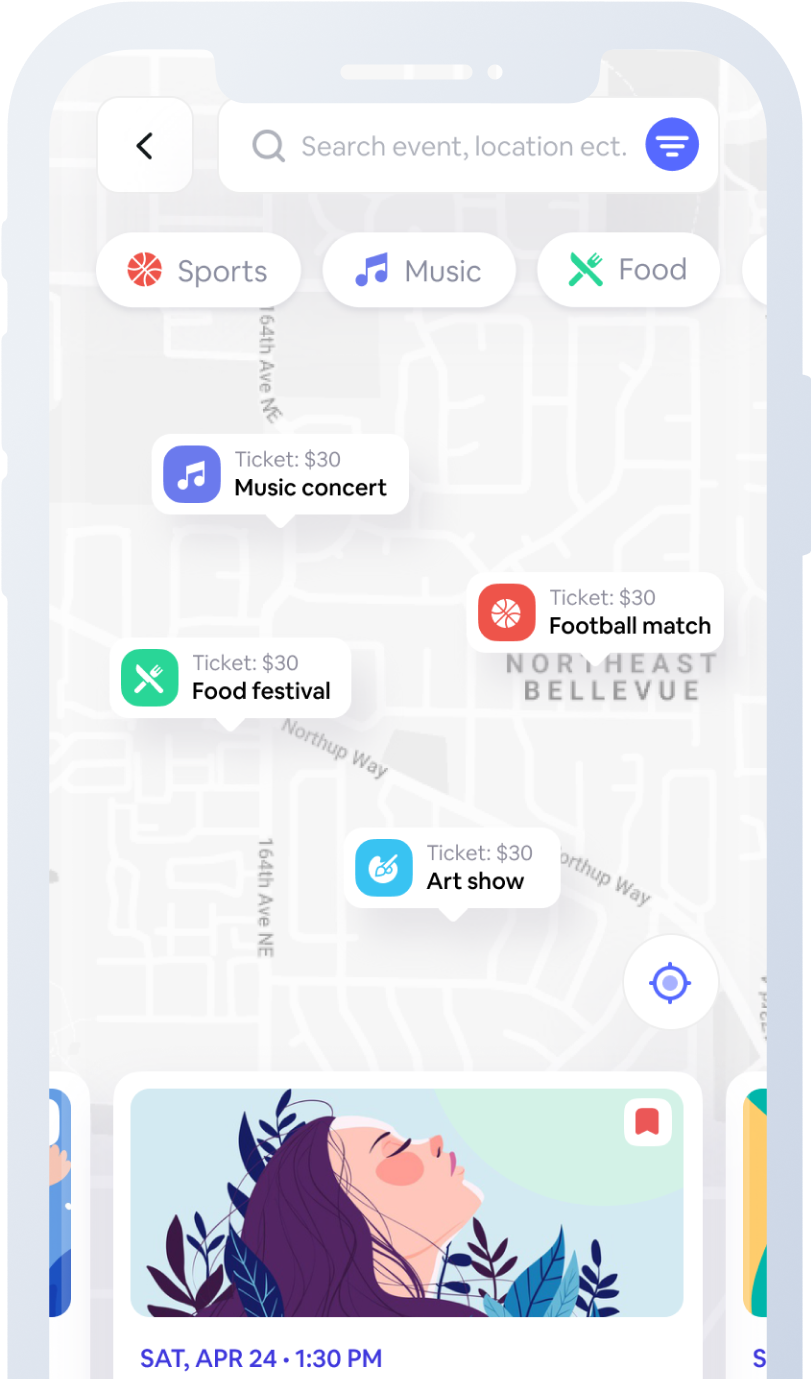 Search event, location ect.
Sports
Music
Food
164th Ave NE
Ticket: $30
Music concert
Ticket: $30
Football match
NORTHEAST
BELLEVUE
Ticket: $30
Food festival
Northup Way
Ticket: $30
Art show
Way
164th Ave NE
SAT, APR 24 • 1:30 PM
S